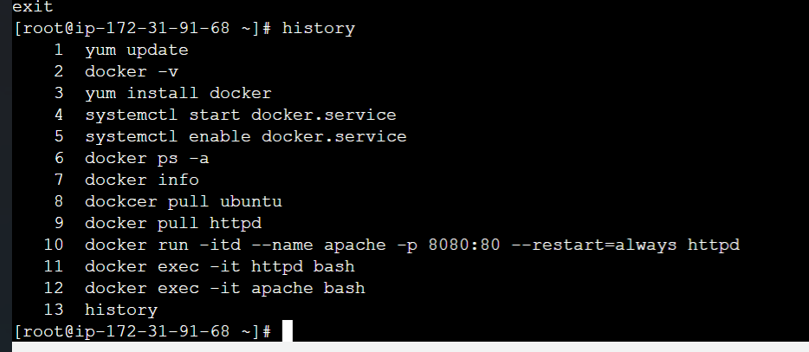 exit
[root@ip-172-31-91-68 ~]# history
1 yum update
2 docker -v
3 yum install docker
4 systemctl start docker.service
5 systemctl enable docker.service
6 docker ps -a
7 docker info
8 dockcer pull ubuntu
9 docker pull httpd
10 docker run -itd --name apache -p 8080:80 --restart=always httpd
11 docker exec -it httpd bash
12 docker exec -it apache bash
13 history
[root@ip-172-31-91-68 ~]#